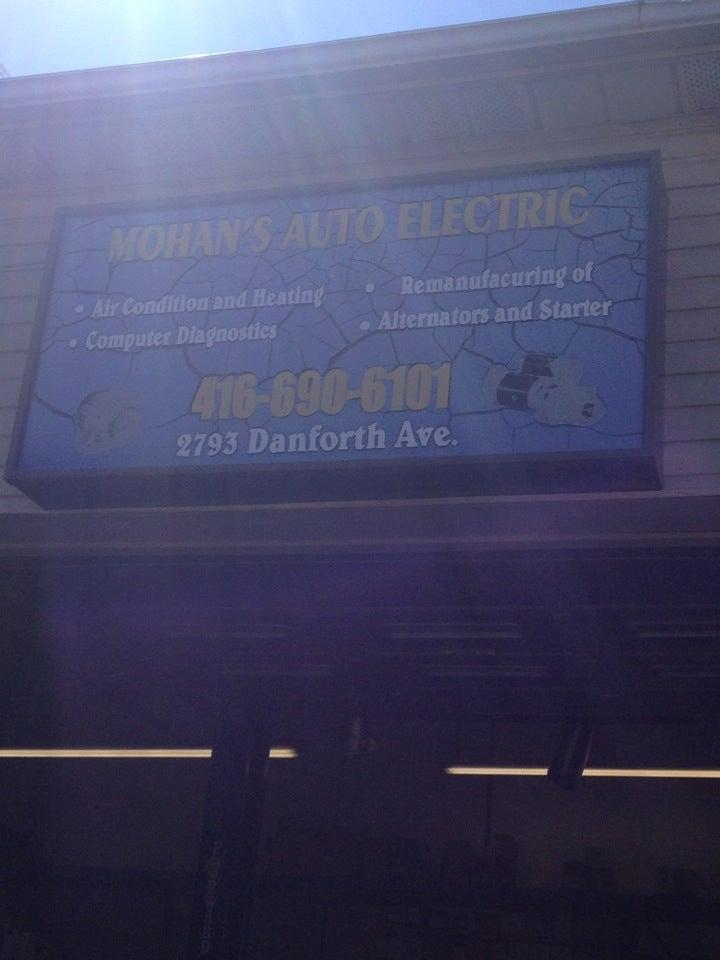 MOHAN'S AUTO ELECTRIC
• Air Condition and Heating
• Computer Diagnostics
• Remanufacuring of
• Alternators and Starter
416-690-6101
2793 Danforth Ave.